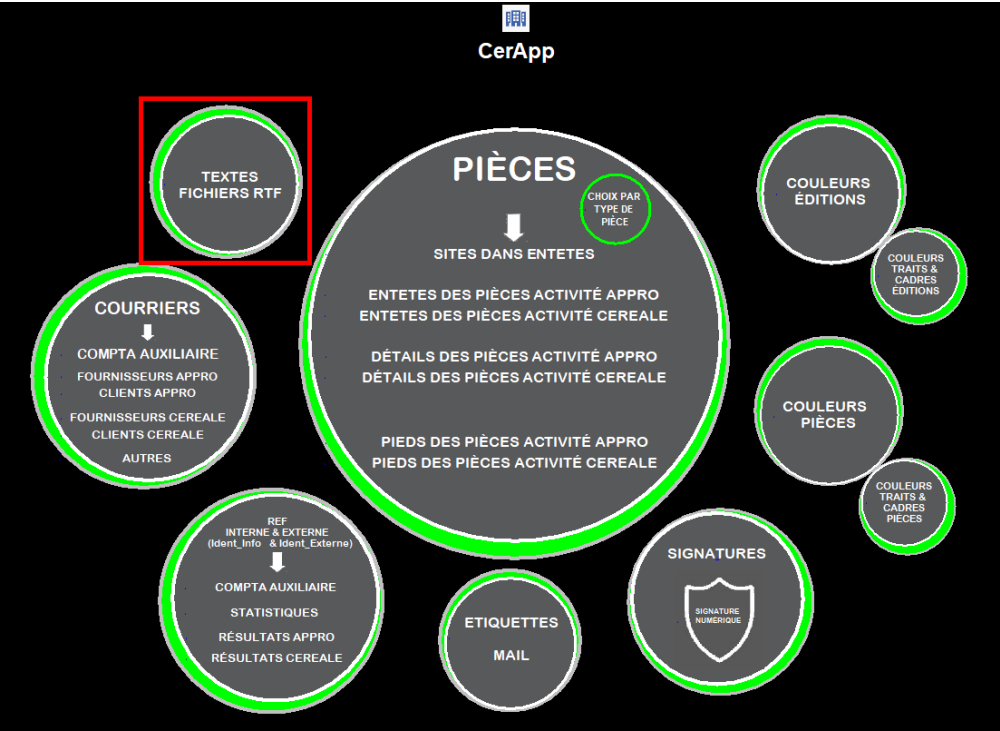 CerApp
TEXTES
FICHIERS RTF
PIÈCES
CHOIX PAR
TYPE DE
PIÈCE
SITES DANS ENTETES
ENTETES DES PIÈCES ACTIVITÉ APPRO
ENTETES DES PIÈCES ACTIVITÉ CEREALE
DÉTAILS DES PIÈCES ACTIVITÉ APPRO
DÉTAILS DES PIÈCES ACTIVITÉ CEREALE
PIEDS DES PIÈCES ACTIVITÉ APPRO
PIEDS DES PIÈCES ACTIVITÉ CEREALE
COULEURS
ÉDITIONS
COULEURS
TRAITS &
CADRES
ÉDITIONS
COURRIERS
COMPTA AUXILIAIRE
FOURNISSEURS APPRO
CLIENTS APPRO
FOURNISSEURS CEREALE
CLIENTS CEREALE
AUTRES
COULEURS
PIÈCES
COULEURS
TRAITS &
CADRES
PIÈCES
REF
INTERNE & EXTERNE
(Ident_Info & Ident_Externe)
COMPTA AUXILIAIRE
STATISTIQUES
RÉSULTATS APPRO
RÉSULTATS CEREALE
ETIQUETTES
MAIL
SIGNATURES
SIGNATURE
NUMÉRIQUE